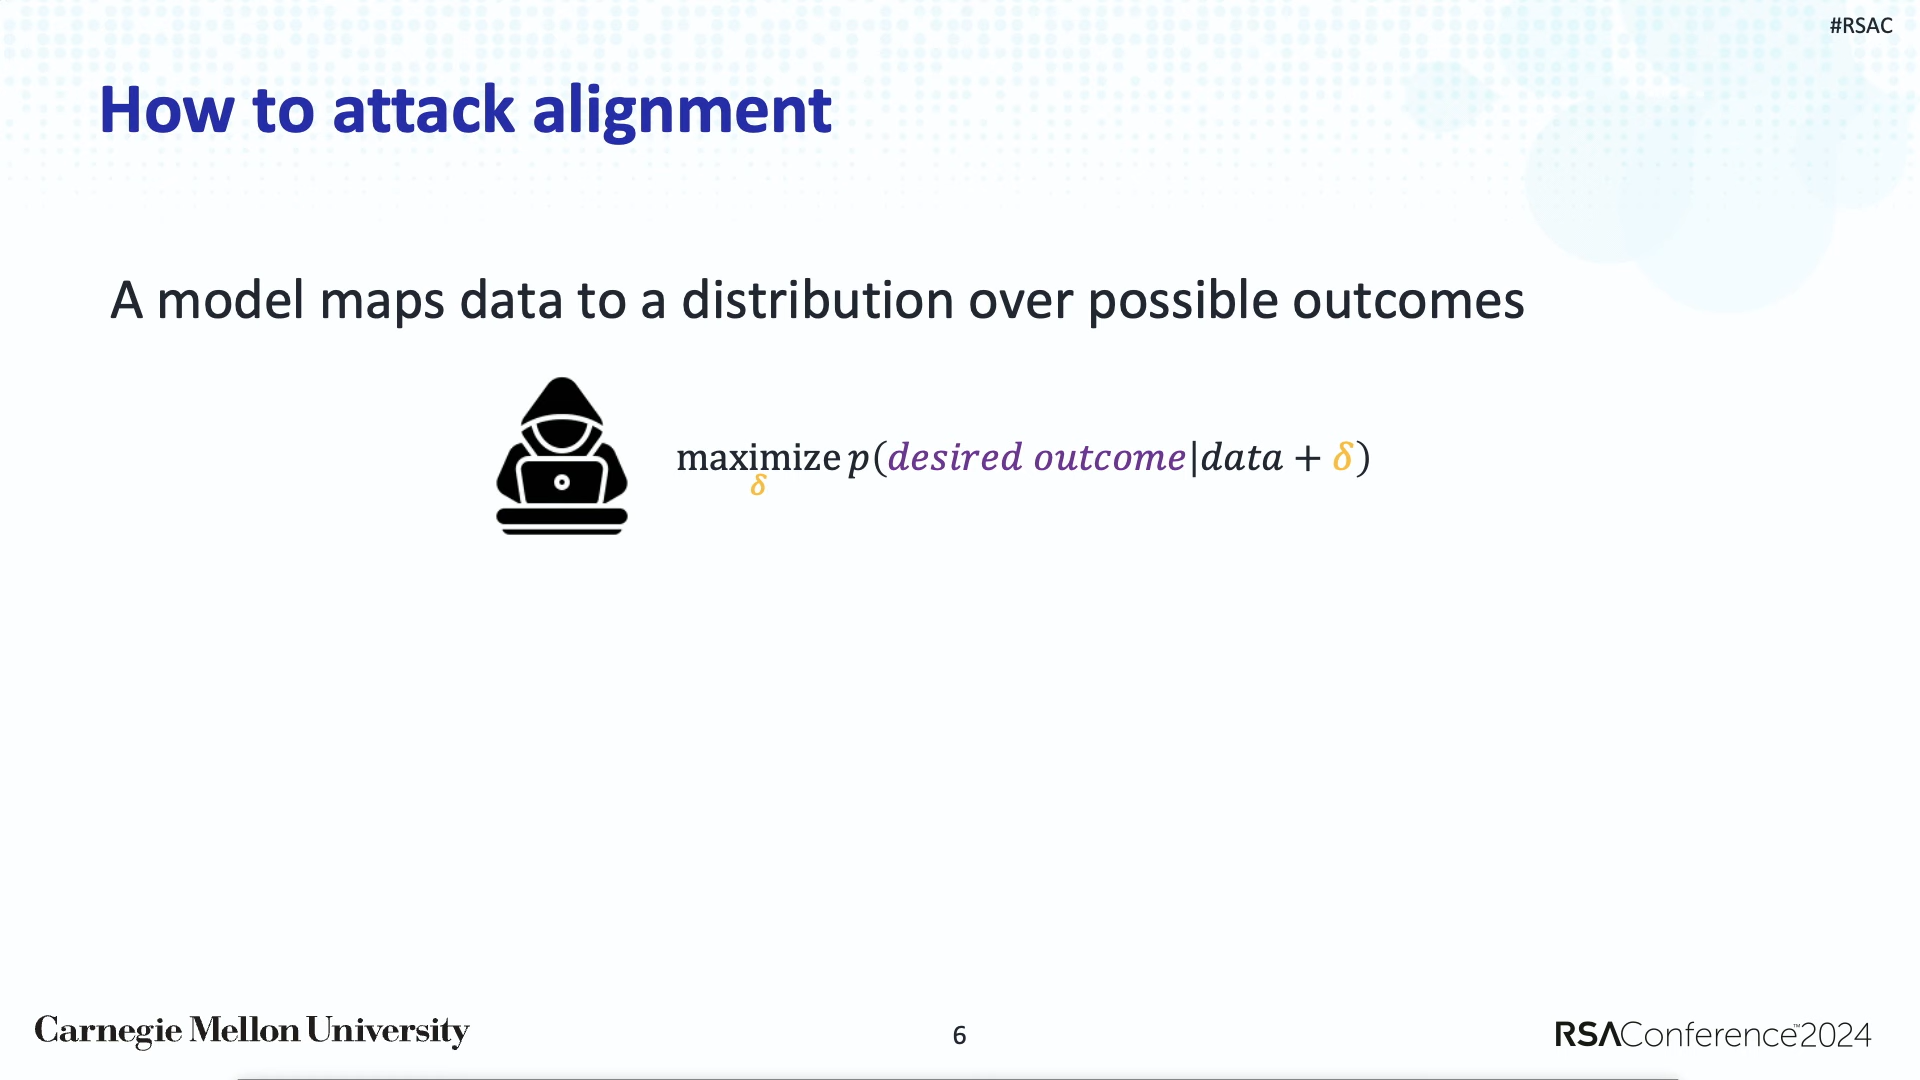 #RSAC
How to attack alignment
A model maps data to a distribution over possible outcomes
maximize p(desired outcome|data + δ)
δ
Carnegie Mellon University
6
RSAConference™2024